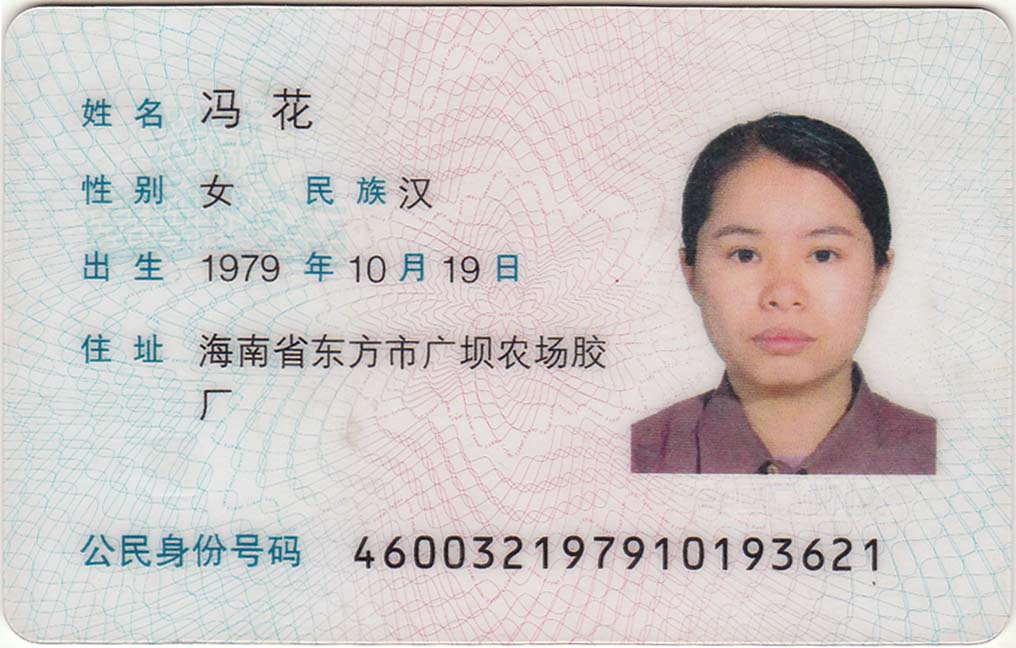 姓名 冯花
性别 女 民族 汉
出生 1979 年 10 月 19 日
住址 海南省东方市广坝农场胶
厂
公民身份号码 460032197910193621